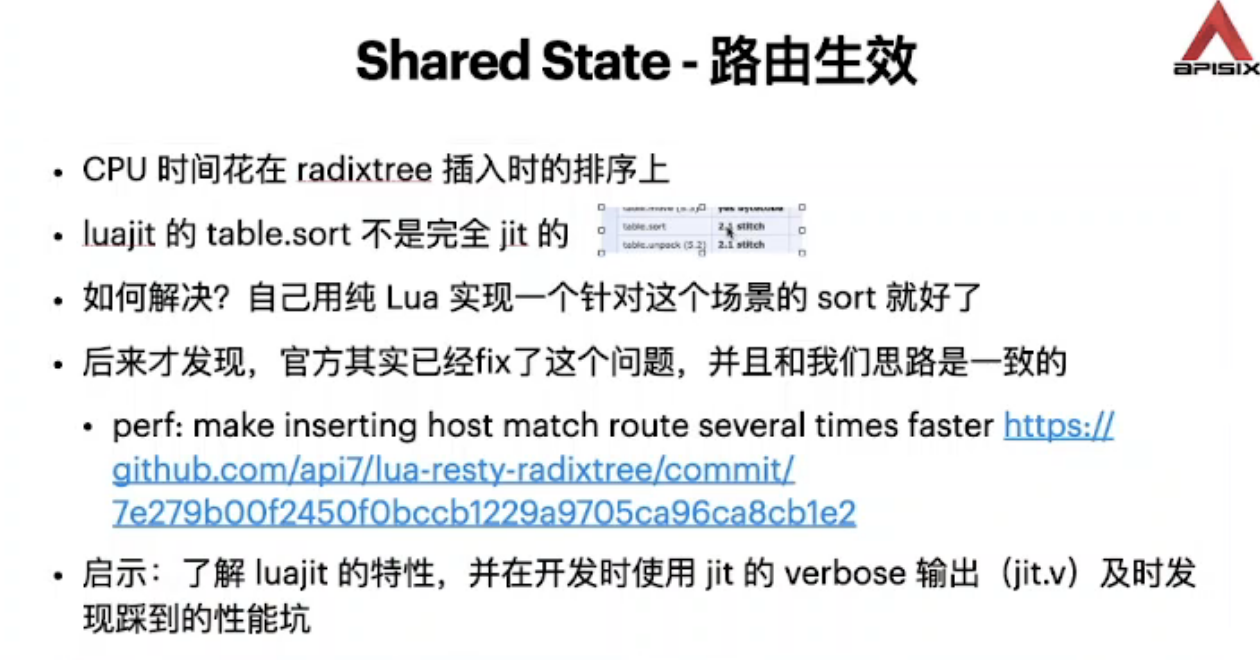 Shared State - 路由生效
APISIX
• CPU 时间花在 radixtree 插入时的排序上
• luajit 的 table.sort 不是完全 jit 的
table.move (5.3) yes bytecode
table.sort 2.1 stitch
table.unpack (5.2) 2.1 stitch
• 如何解决？自己用纯 Lua 实现一个针对这个场景的 sort 就好了
• 后来才发现，官方其实已经fix了这个问题，并且和我们思路是一致的
• perf: make inserting host match route several times faster https://
github.com/api7/lua-resty-radixtree/commit/
7e279b00f2450f0bccb1229a9705ca96ca8cb1e2
• 启示：了解 luajit 的特性，并在开发时使用 jit 的 verbose 输出（jit.v）及时发
现踩到的性能坑